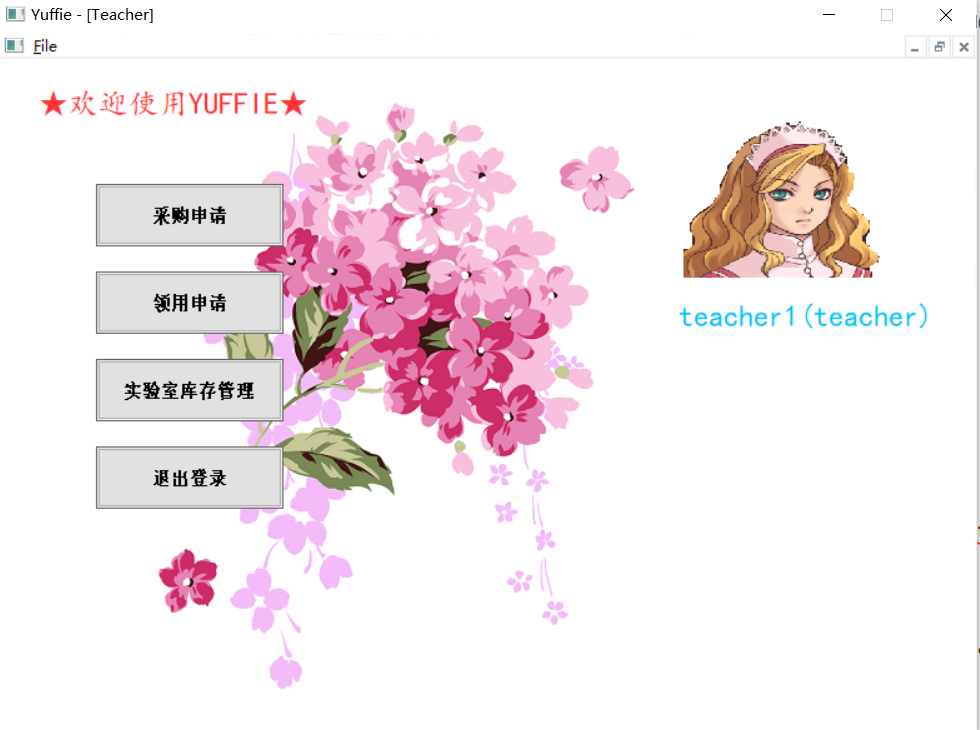 Yuffie - [Teacher]
File
★欢迎使用YUFFIE★
采购申请
领用申请
实验室库存管理
退出登录
teacher1(teacher)